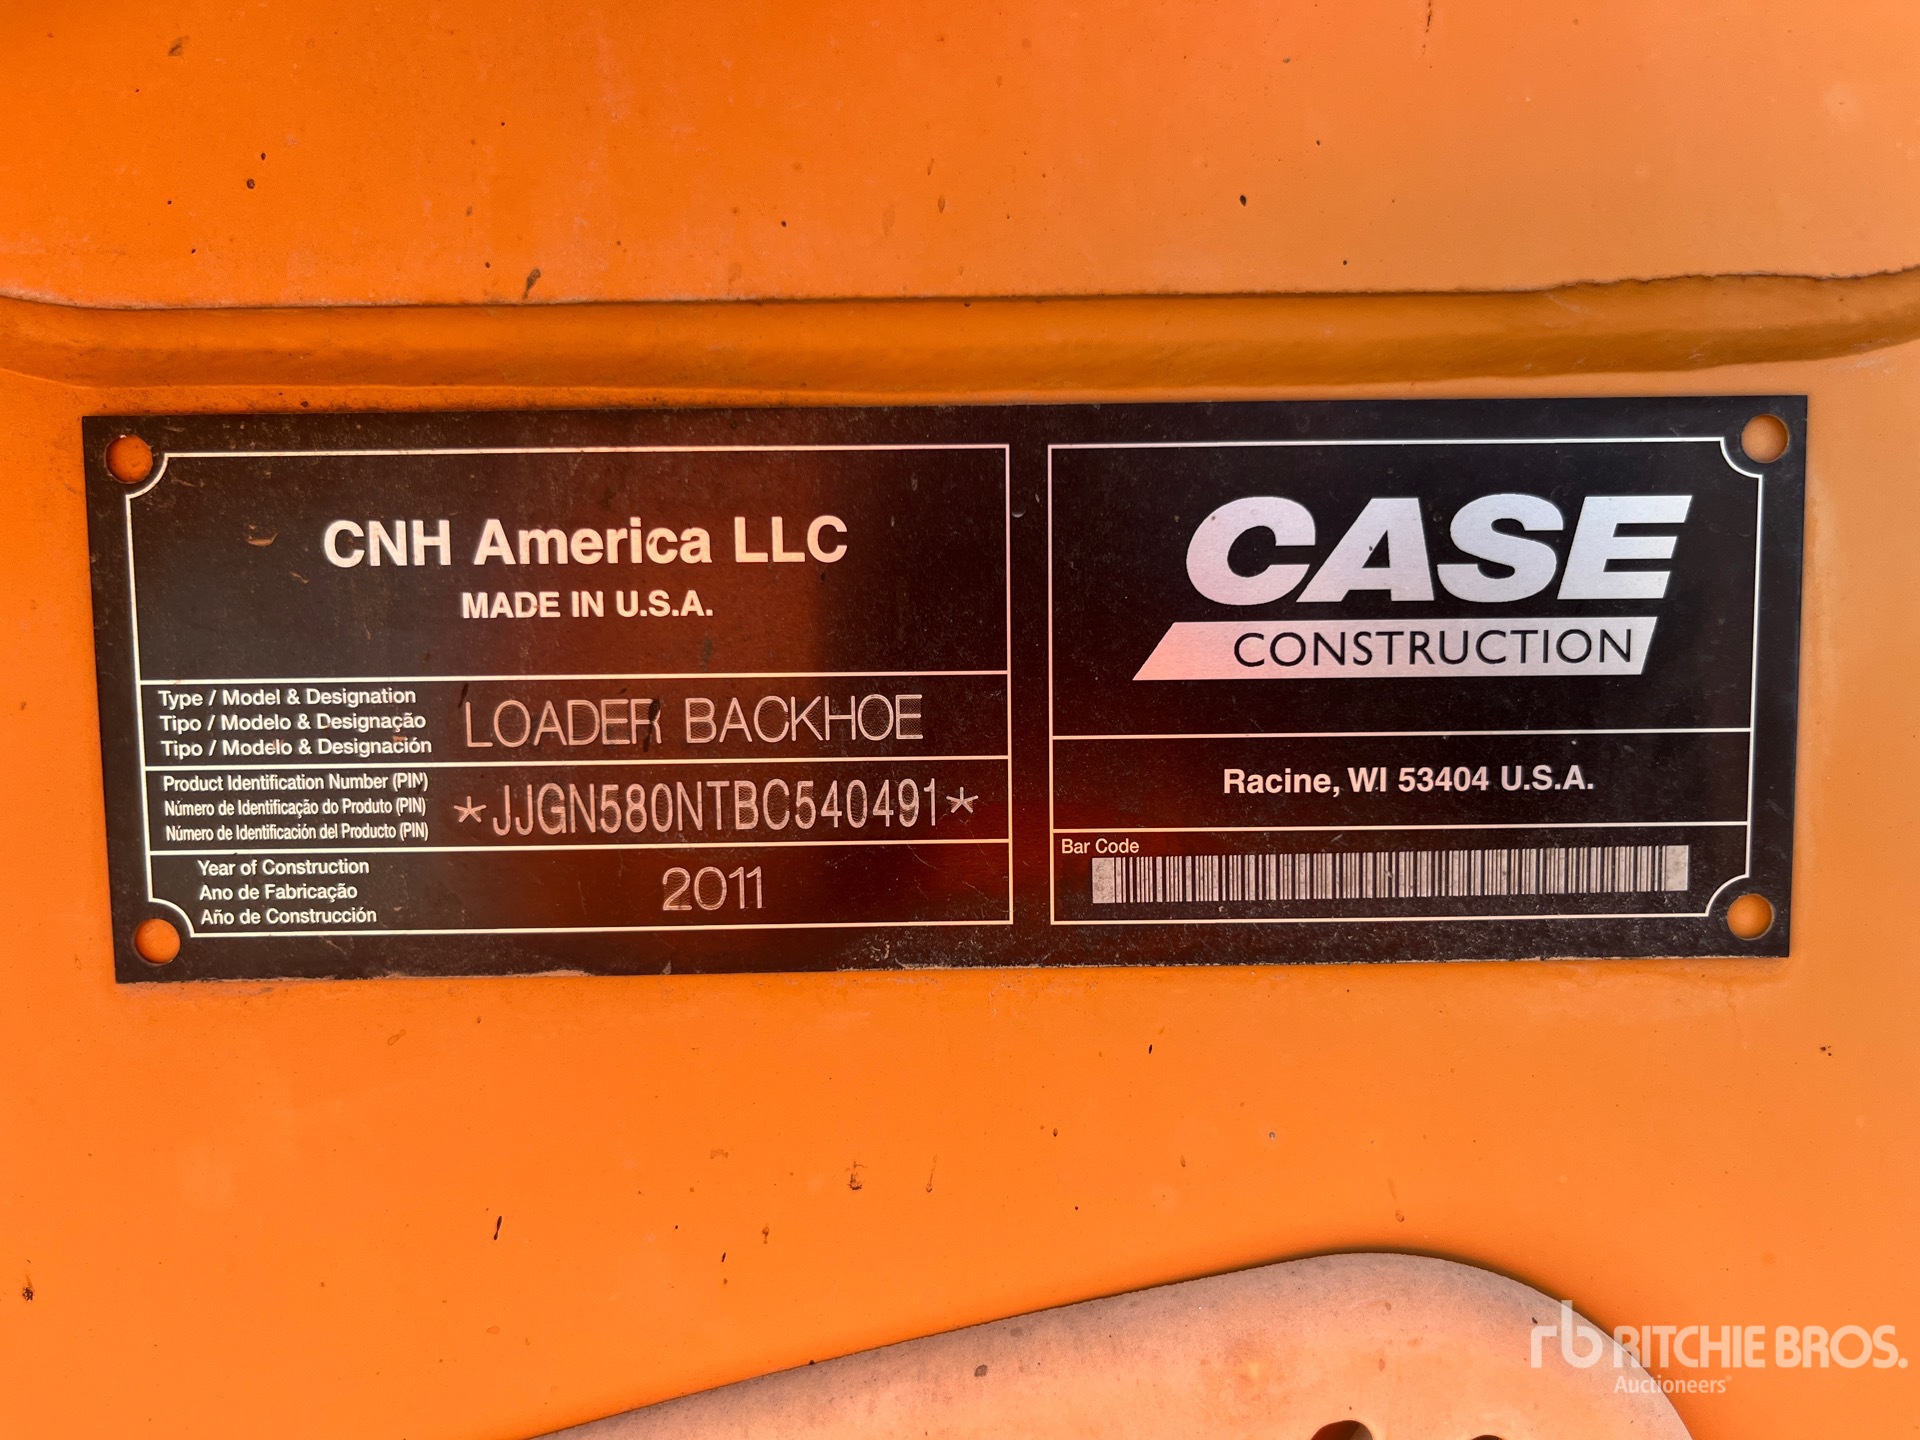 CNH America LLC
MADE IN U.S.A.
Type / Model & Designation
Tipo / Modelo & Designação
Tipo / Modelo & Designación
LOADER BACKHOE
Product Identification Number (PIN)
Número de Identificação do Produto (PIN)
Número de Identificación del Producto (PIN)
*JJGN580NTBC540491*
Year of Construction
Ano de Fabricação
Año de Construcción
2011
CASE
CONSTRUCTION
Racine, WI 53404 U.S.A.
Bar Code
rb RITCHIE BROS.
Auctioneers